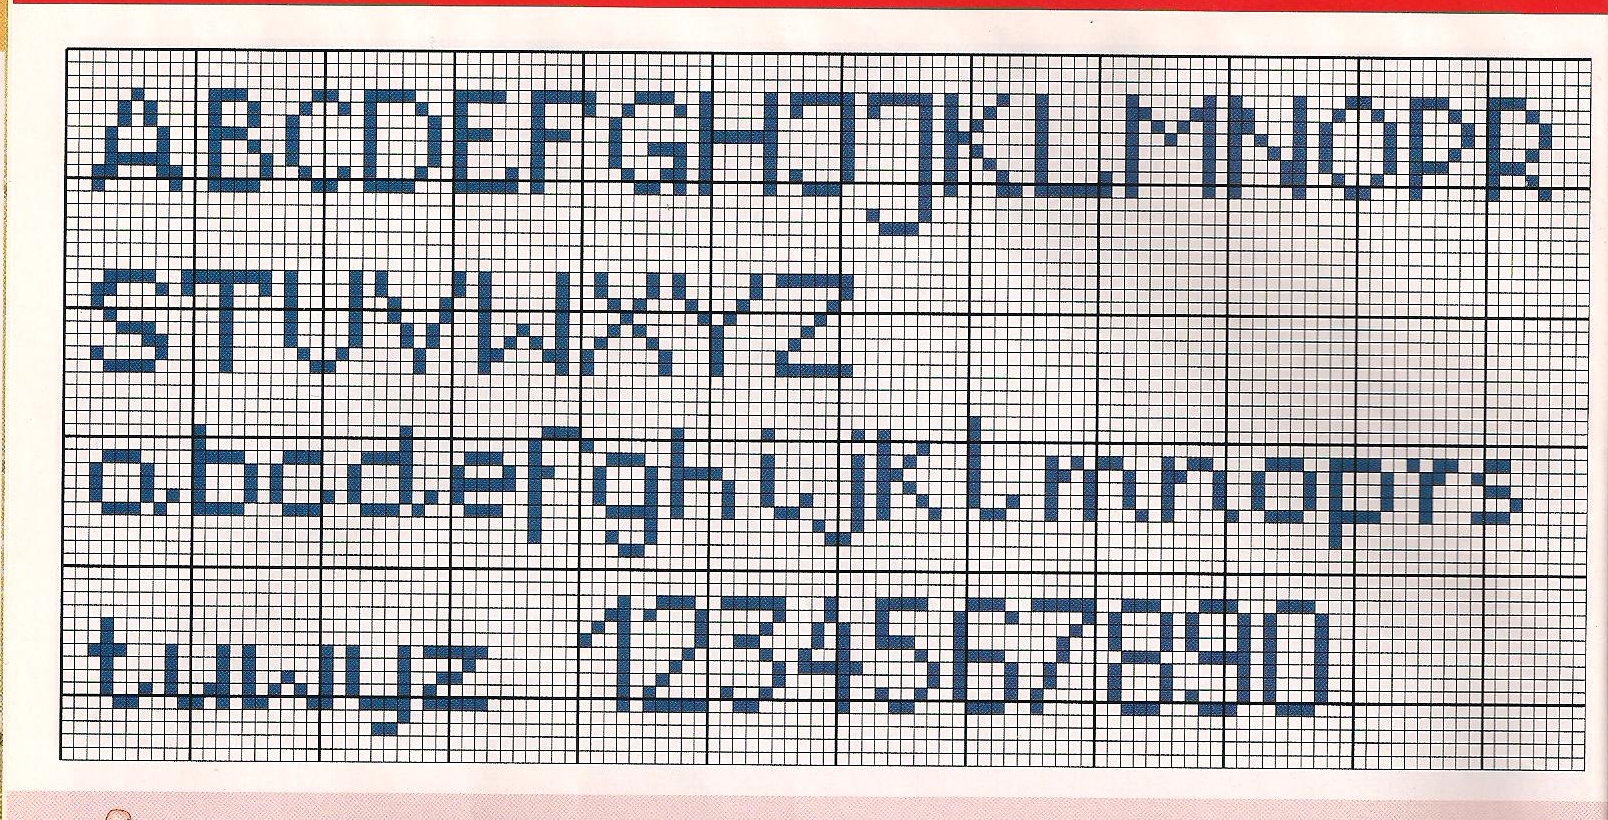 ABCDEFGHIJKLMNOPR
STUVWXYZ
abcdefghijklmnoprs
tuwyz 1234567890